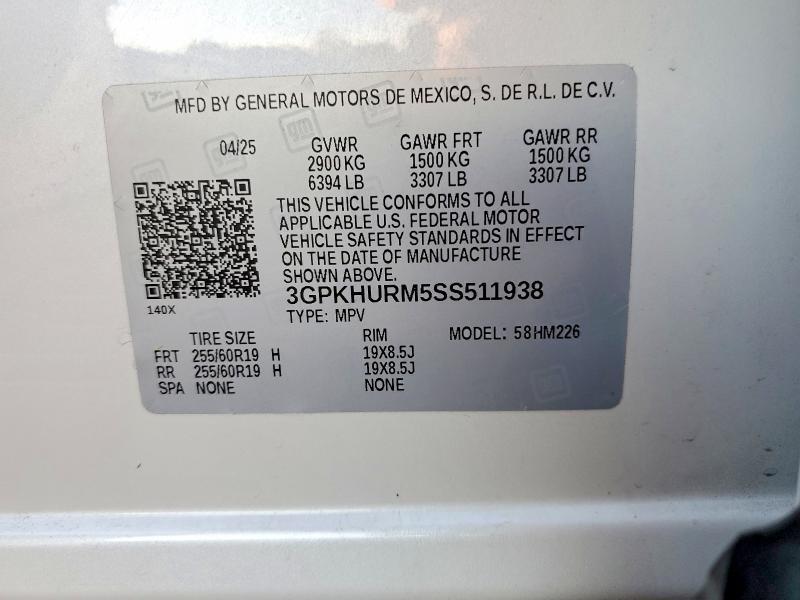 MFD BY GENERAL MOTORS DE MEXICO, S. DE R.L. DE C.V.
04/25 GVWR GAWR FRT GAWR RR
2900 KG 1500 KG 1500 KG
6394 LB 3307 LB 3307 LB
THIS VEHICLE CONFORMS TO ALL
APPLICABLE U.S. FEDERAL MOTOR
VEHICLE SAFETY STANDARDS IN EFFECT
ON THE DATE OF MANUFACTURE
SHOWN ABOVE.
3GPKHURM5SS511938
140X
TYPE: MPV
TIRE SIZE RIM MODEL: 58HM226
FRT 255/60R19 H 19X8.5J
RR 255/60R19 H 19X8.5J
SPA NONE NONE
gm